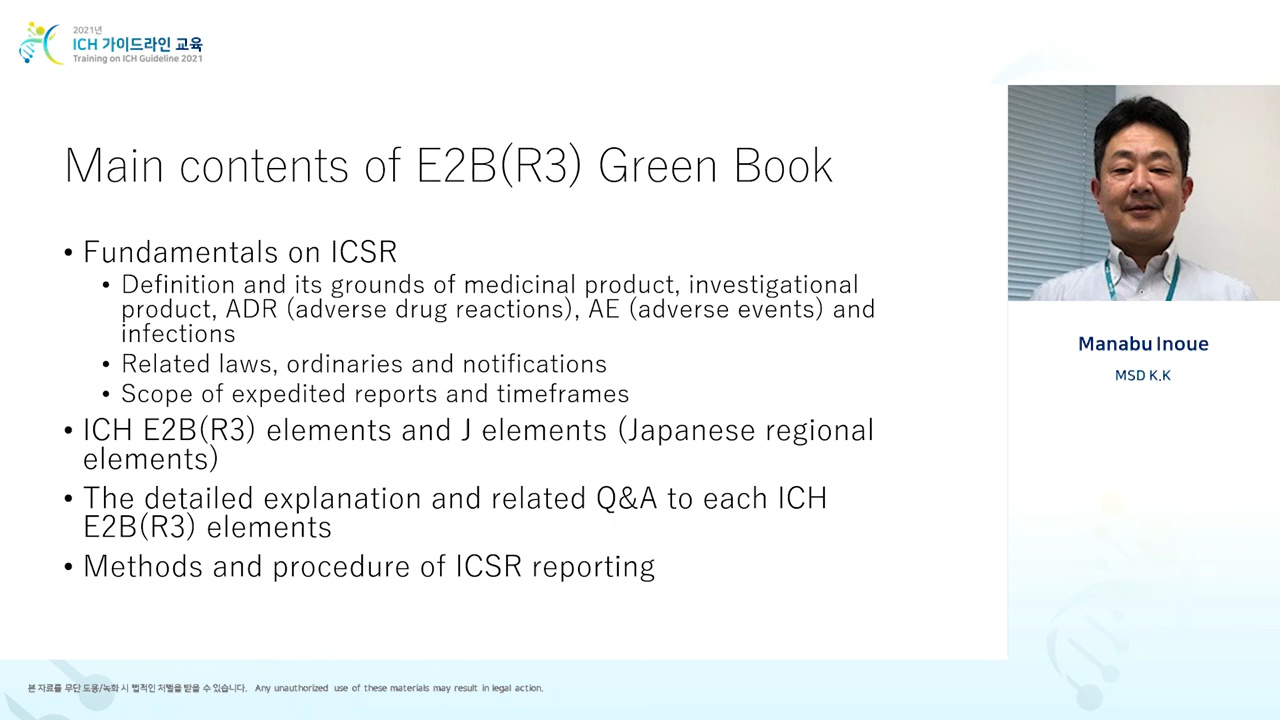 2021년
ICH 가이드라인 교육
Training on ICH Guideline 2021
Main contents of E2B(R3) Green Book
• Fundamentals on ICSR
• Definition and its grounds of medicinal product, investigational
product, ADR (adverse drug reactions), AE (adverse events) and
infections
• Related laws, ordinaries and notifications
• Scope of expedited reports and timeframes
• ICH E2B(R3) elements and J elements (Japanese regional
elements)
• The detailed explanation and related Q&A to each ICH
E2B(R3) elements
• Methods and procedure of ICSR reporting
Manabu Inoue
MSD K.K
본 자료를 무단 도용/녹화 시 법적인 처벌을 받을 수 있습니다. Any unauthorized use of these materials may result in legal action.